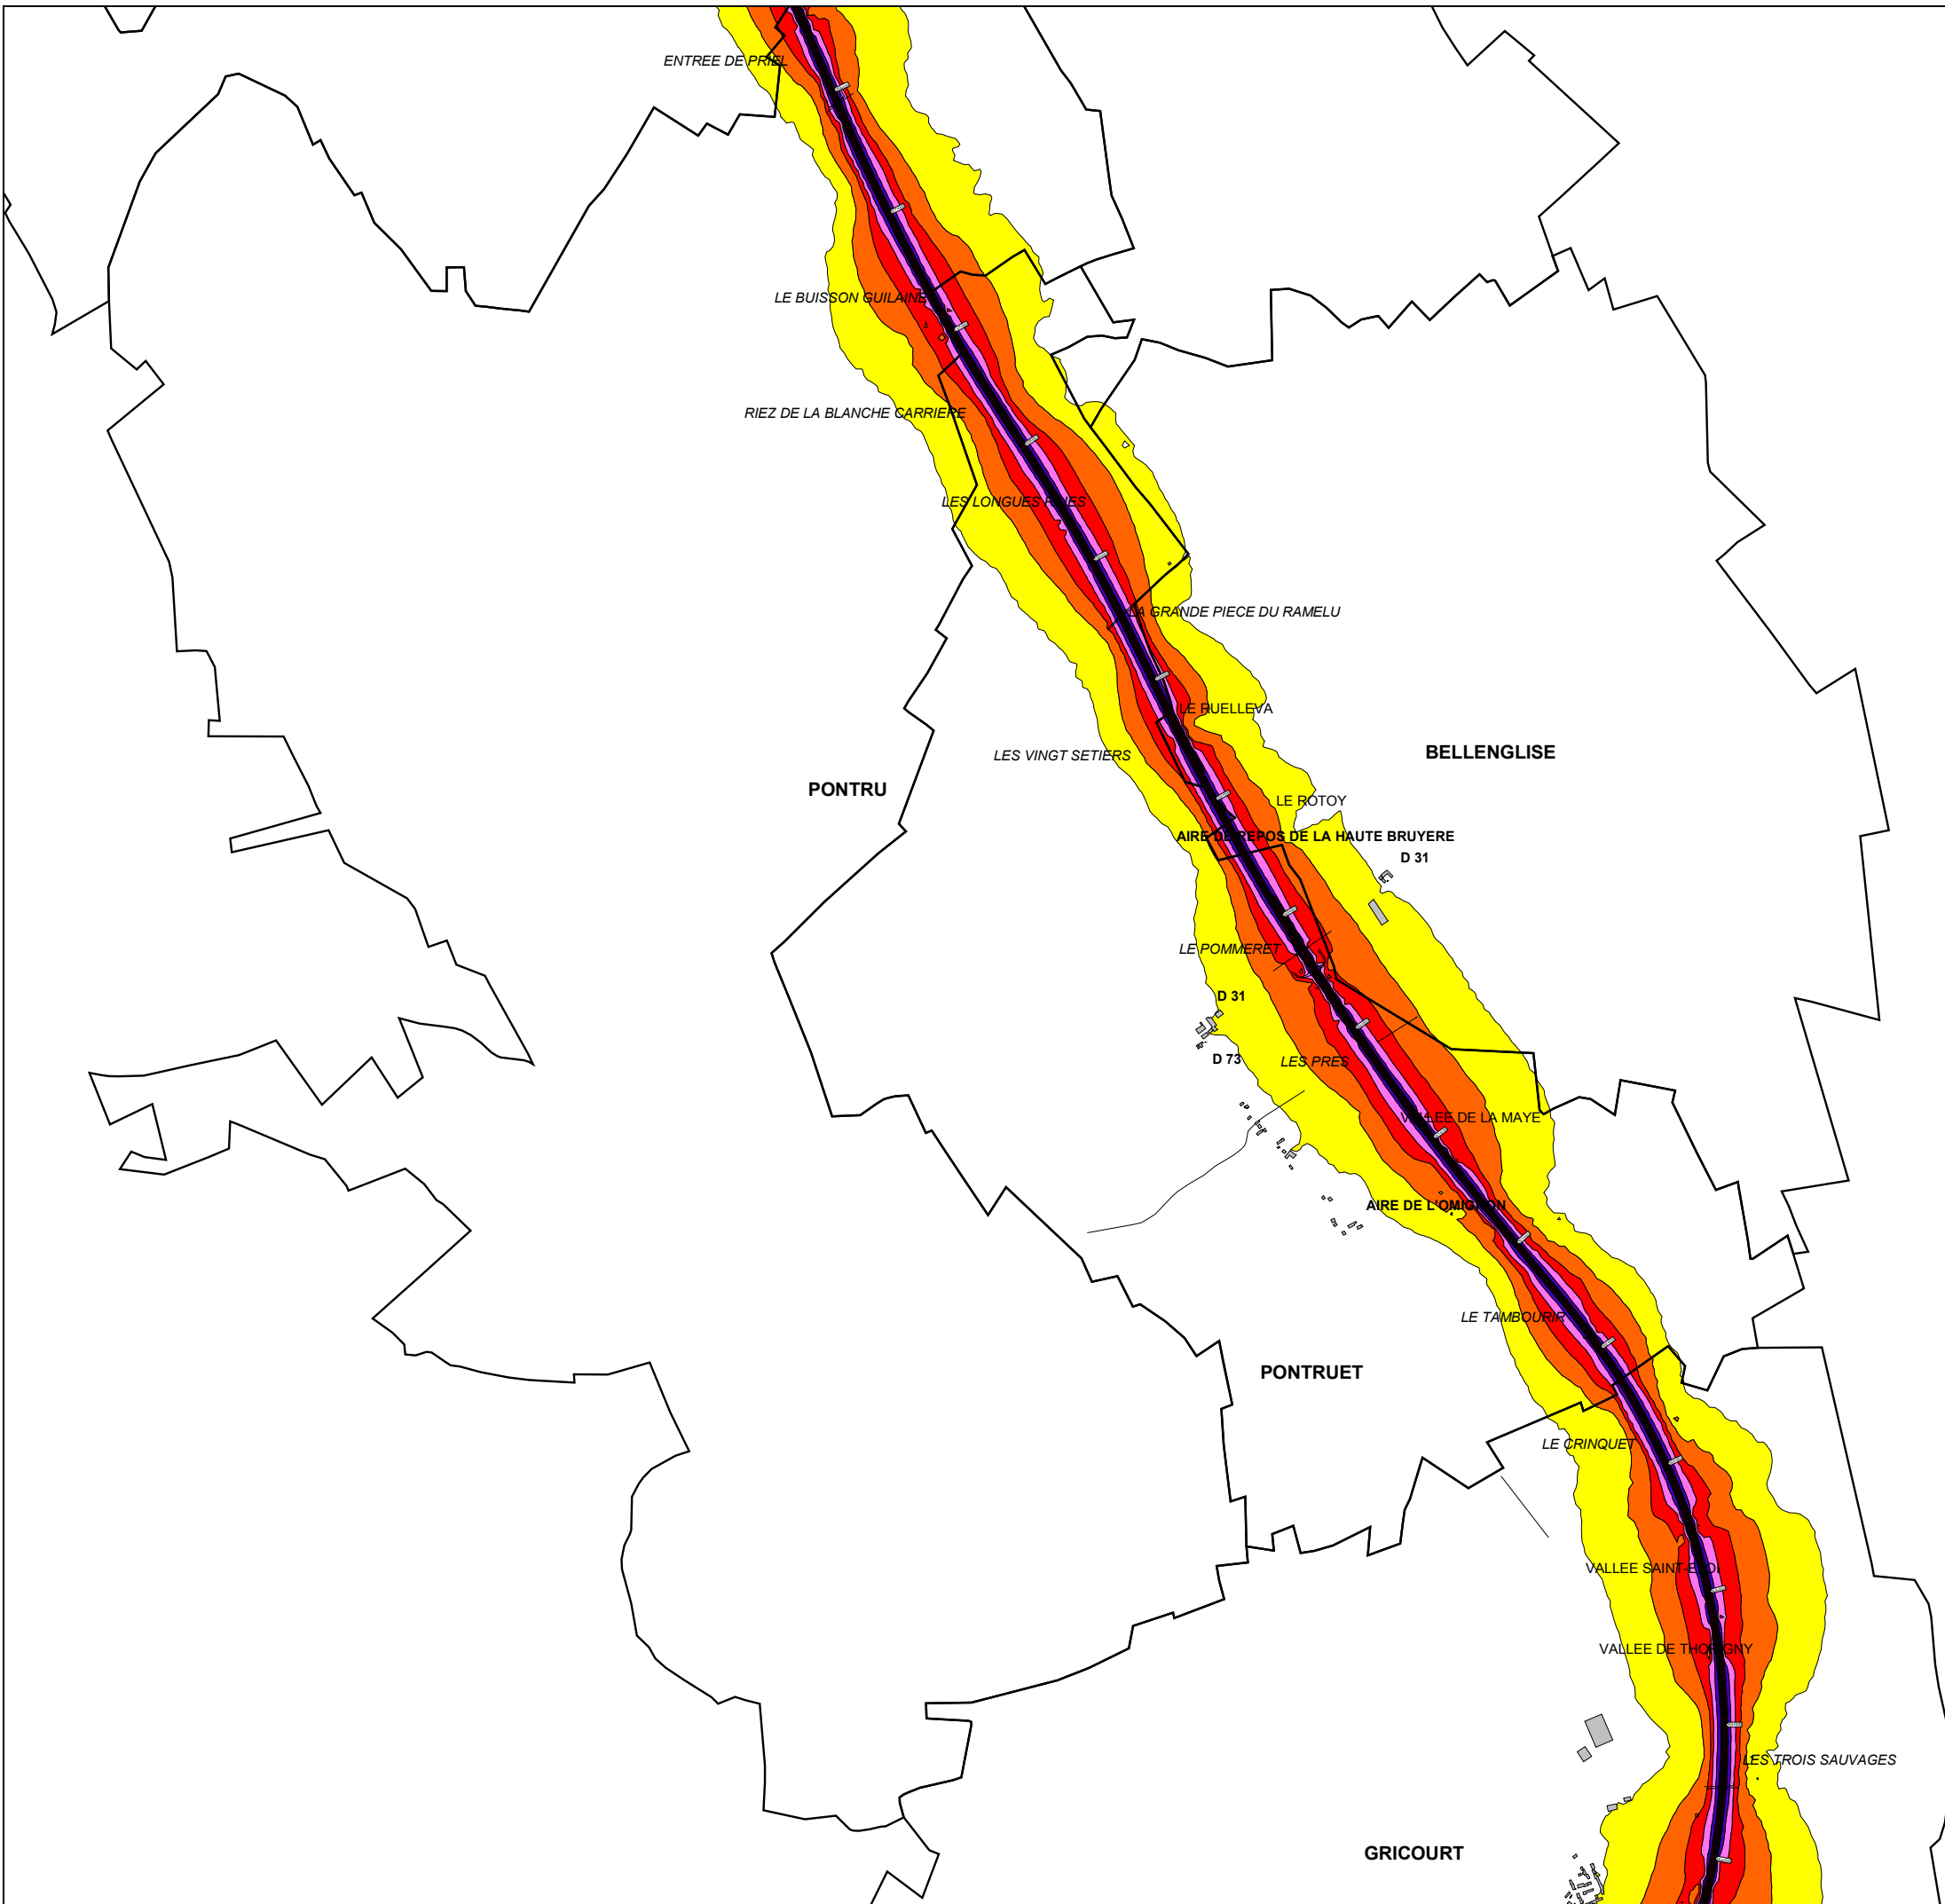 ENTREE DE PRIEL
LE BUISSON GUILAINE
RIEZ DE LA BLANCHE CARRIERE
LES LONGUES
LA GRANDE PIECE DU RAMELU
LE RUELLEVA
LES VINGT SETIERS
BELLENGLISE
PONTRU
LE ROTOY
AIRE DE REPOS DE LA HAUTE BRUYERE
D 31
LE POMMERET
D 31
D 73
LES PRES
VALLEE DE LA MAYE
AIRE DE L'OMIGNON
LE TAMBOURIR
PONTRUET
LE CRINQUET
VALLEE SAINT-ELOI
VALLEE DE THORIGNY
LES TROIS SAUVAGES
GRICOURT